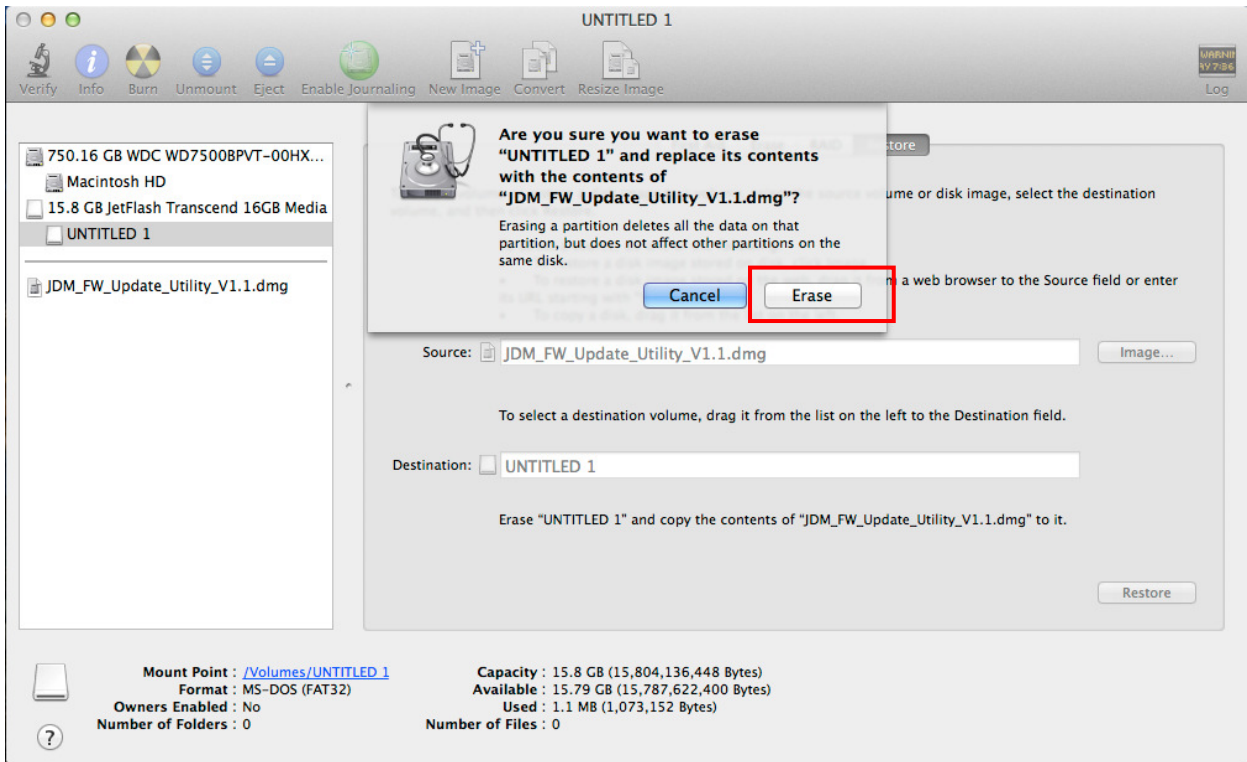 UNTITLED 1
Verify Info Burn Unmount Eject Enable Journaling New Image Convert Resize Image Log
WARNIN
AY 7:86
750.16 GB WDC WD7500BPVT-00HX...
Macintosh HD
15.8 GB JetFlash Transcend 16GB Media
UNTITLED 1
JDM_FW_Update_Utility_V1.1.dmg
Are you sure you want to erase
“UNTITLED 1” and replace its contents
with the contents of
“JDM_FW_Update_Utility_V1.1.dmg”?
Erasing a partition deletes all the data on that
partition, but does not affect other partitions on the
same disk.
Cancel Erase
store
ume or disk image, select the destination
m a web browser to the Source field or enter
Source: JDM_FW_Update_Utility_V1.1.dmg Image...
To select a destination volume, drag it from the list on the left to the Destination field.
Destination: UNTITLED 1
Erase “UNTITLED 1” and copy the contents of “JDM_FW_Update_Utility_V1.1.dmg” to it.
Restore
Mount Point : /Volumes/UNTITLED 1 Capacity : 15.8 GB (15,804,136,448 Bytes)
Format : MS-DOS (FAT32) Available : 15.79 GB (15,787,622,400 Bytes)
Owners Enabled : No Used : 1.1 MB (1,073,152 Bytes)
Number of Folders : 0 Number of Files : 0
?